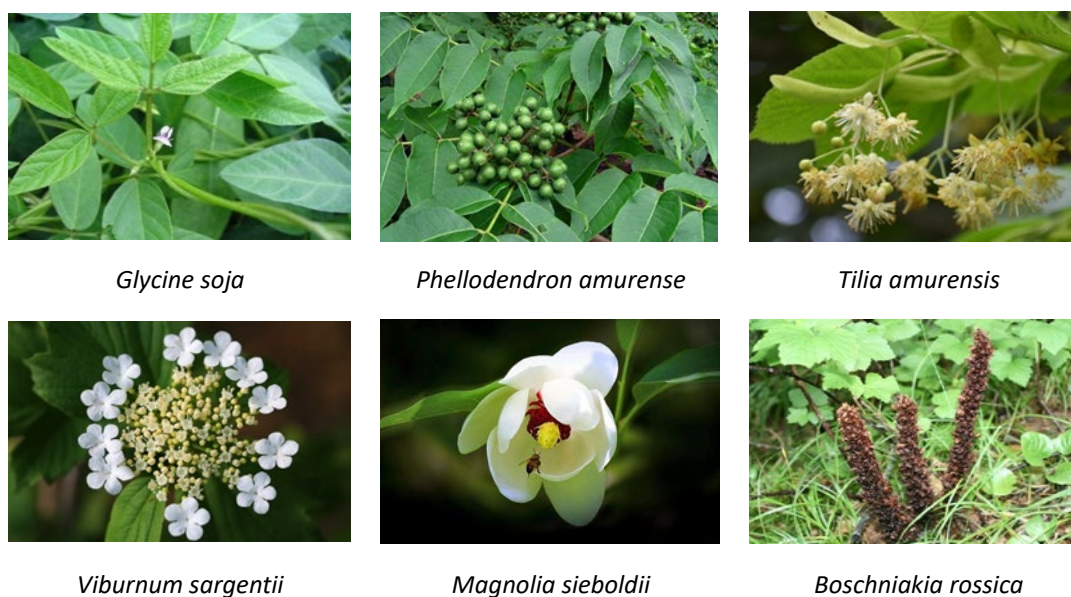 Glycine soja
Phellodendron amurense
Tilia amurensis
Viburnum sargentii
Magnolia sieboldii
Boschniakia rossica